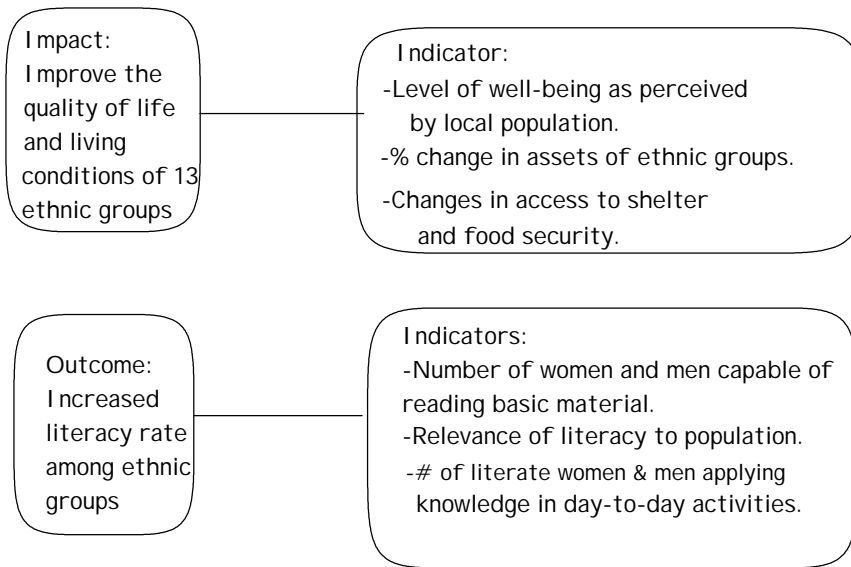 Impact:
Improve the
quality of life
and living
conditions of 13
ethnic groups
Indicator:
-Level of well-being as perceived
by local population.
-% change in assets of ethnic groups.
-Changes in access to shelter
and food security.
Outcome:
Increased
literacy rate
among ethnic
groups
Indicators:
-Number of women and men capable of
reading basic material.
-Relevance of literacy to population.
-# of literate women & men applying
knowledge in day-to-day activities.